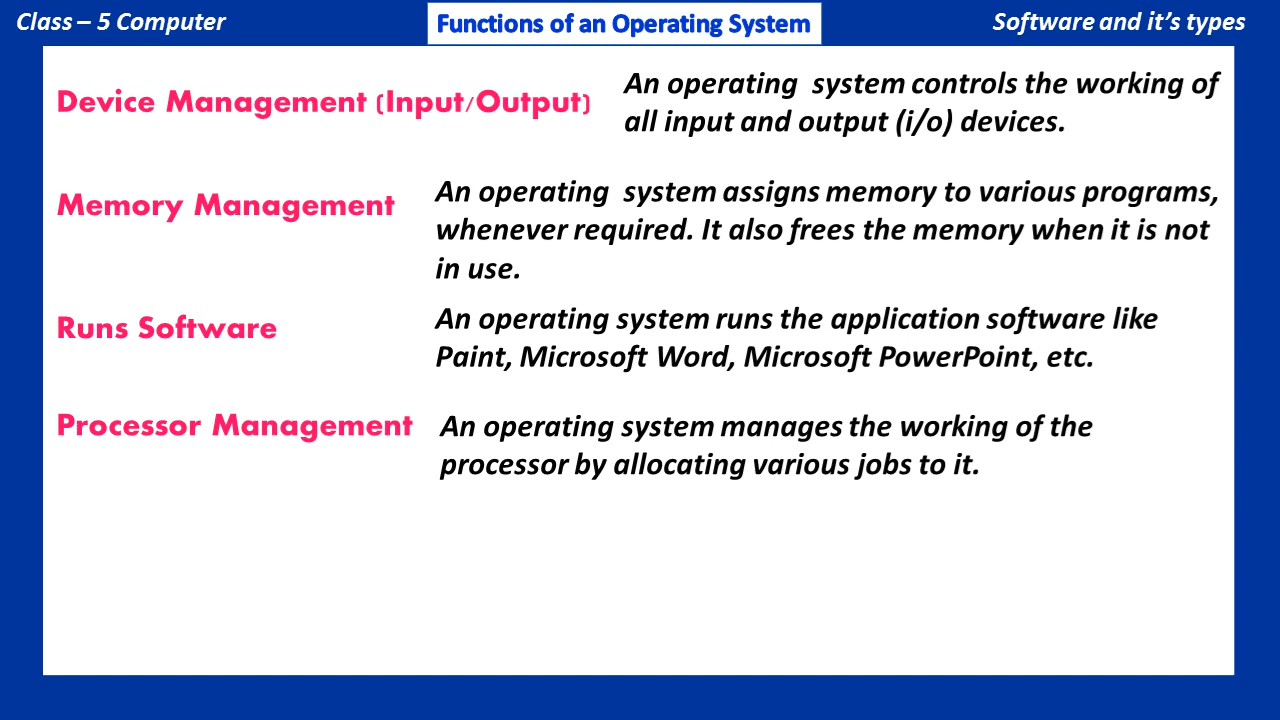 Class – 5 Computer
Functions of an Operating System
Software and it's types
Device Management (Input/Output)
An operating system controls the working of
all input and output (i/o) devices.
Memory Management
An operating system assigns memory to various programs,
whenever required. It also frees the memory when it is not
in use.
Runs Software
An operating system runs the application software like
Paint, Microsoft Word, Microsoft PowerPoint, etc.
Processor Management
An operating system manages the working of the
processor by allocating various jobs to it.